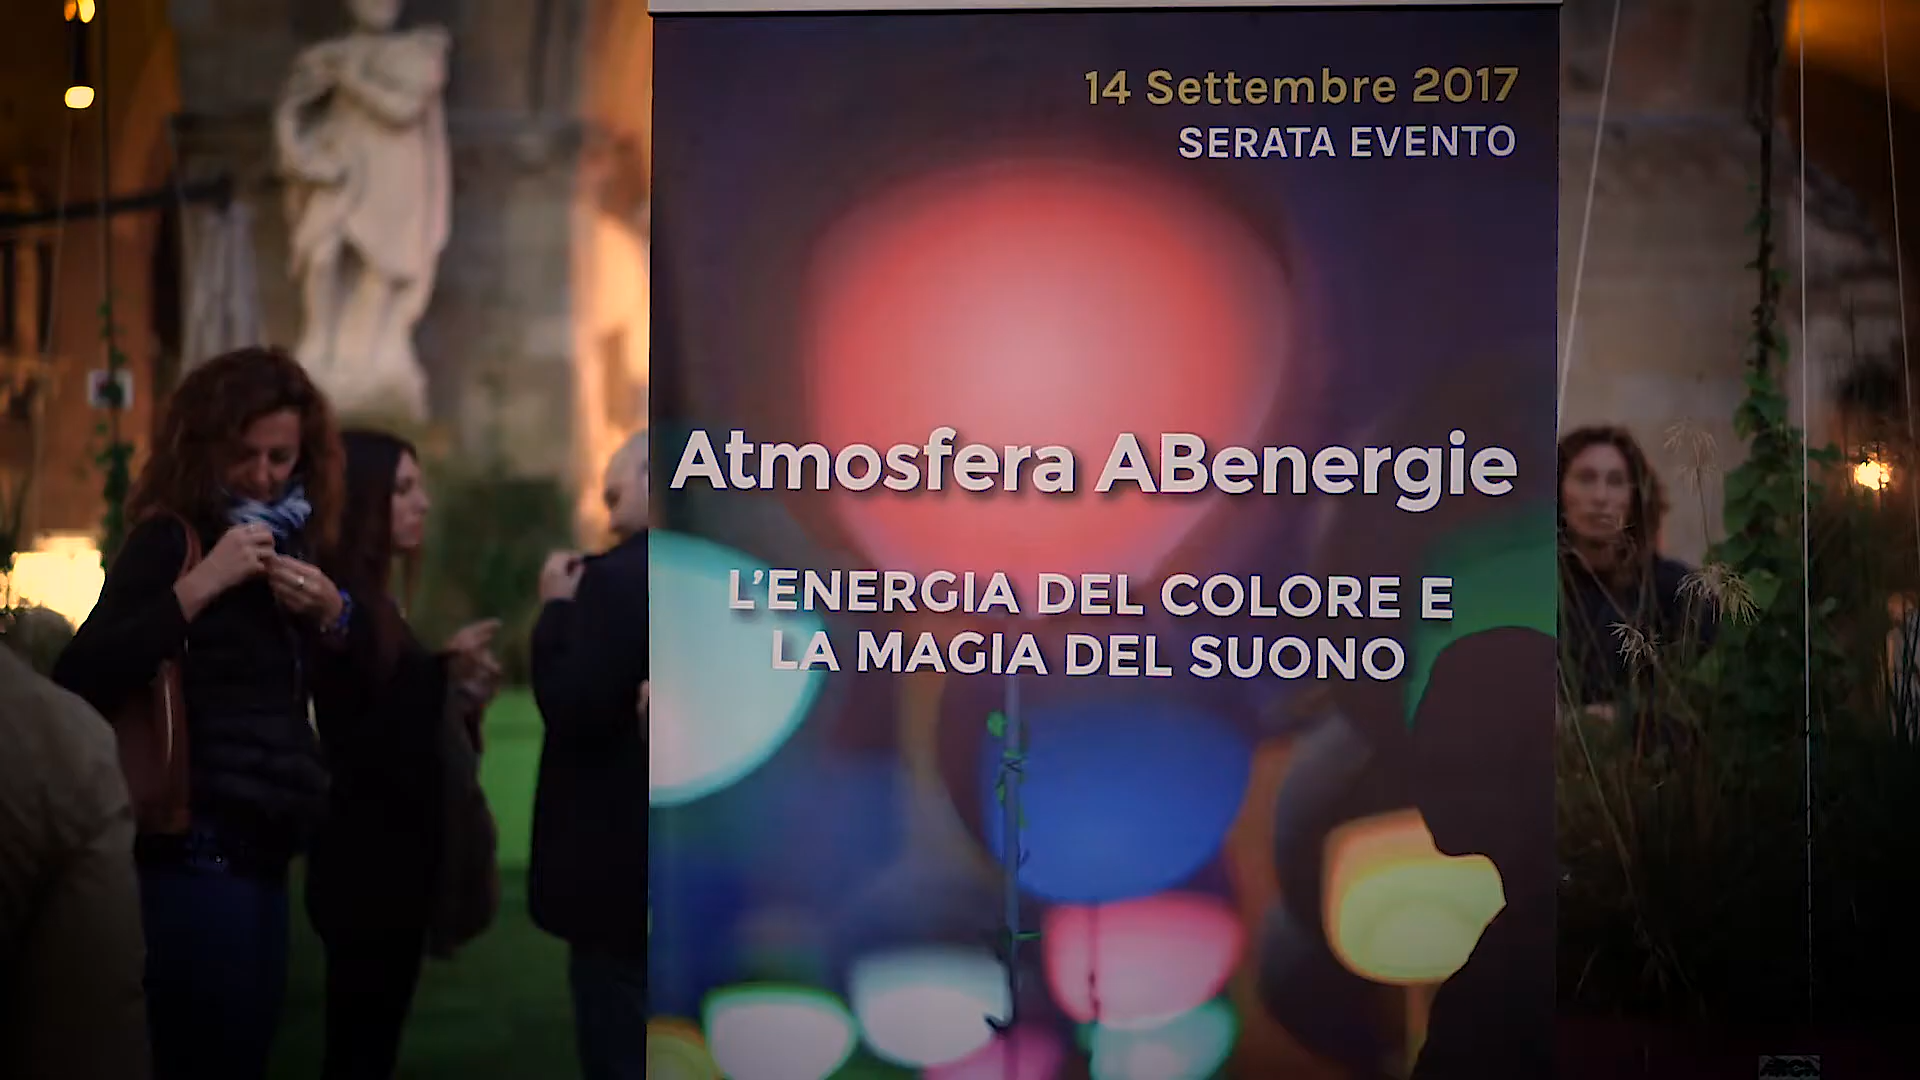 14 Settembre 2017
SERATA EVENTO
Atmosfera ABenergie
L'ENERGIA DEL COLORE E
LA MAGIA DEL SUONO